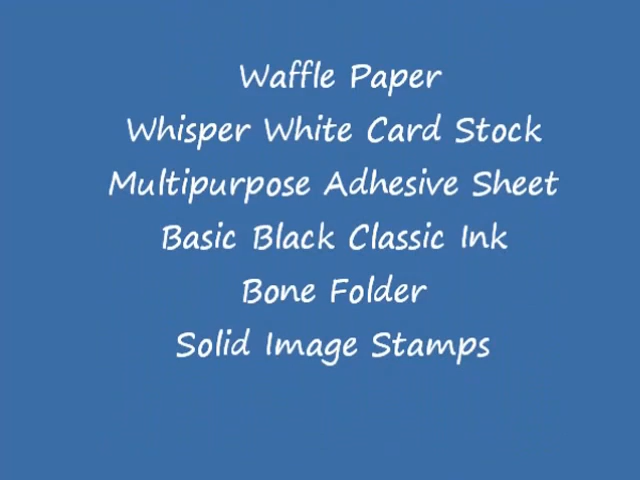 Waffle Paper
Whisper White Card Stock
Multipurpose Adhesive Sheet
Basic Black Classic Ink
Bone Folder
Solid Image Stamps